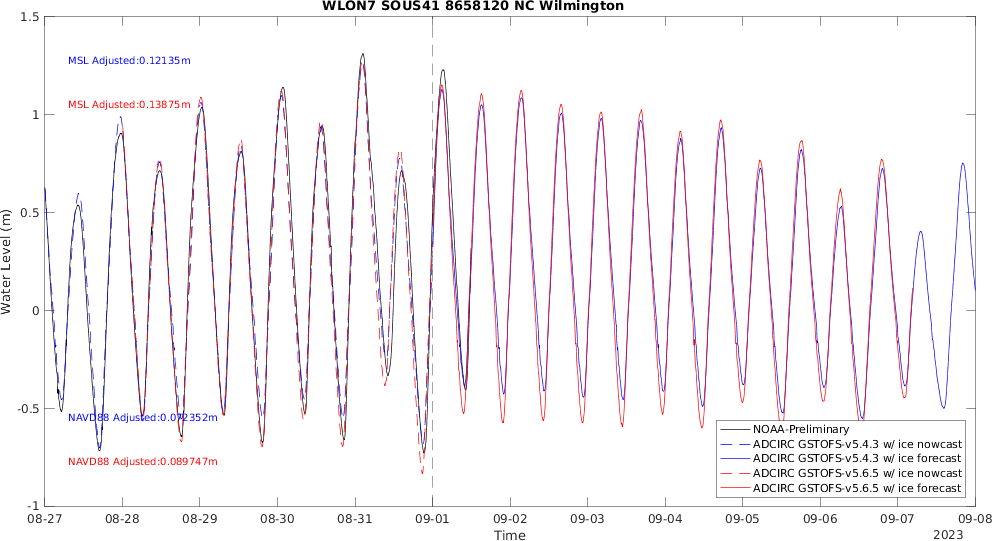 WLON7 SOUS41 8658120 NC Wilmington
1.5
MSL Adjusted:0.12135m
MSL Adjusted:0.13875m
1
0.5
Water Level (m)
0
-0.5
NAVD88 Adjusted:0.072352m
NAVD88 Adjusted:0.089747m
-1
NOAA-Preliminary
ADCIRC GSTOFS-v5.4.3 w/ ice nowcast
ADCIRC GSTOFS-v5.4.3 w/ ice forecast
ADCIRC GSTOFS-v5.6.5 w/ ice nowcast
ADCIRC GSTOFS-v5.6.5 w/ ice forecast
08-27 08-28 08-29 08-30 08-31 09-01 09-02 09-03 09-04 09-05 09-06 09-07 09-08
Time
2023